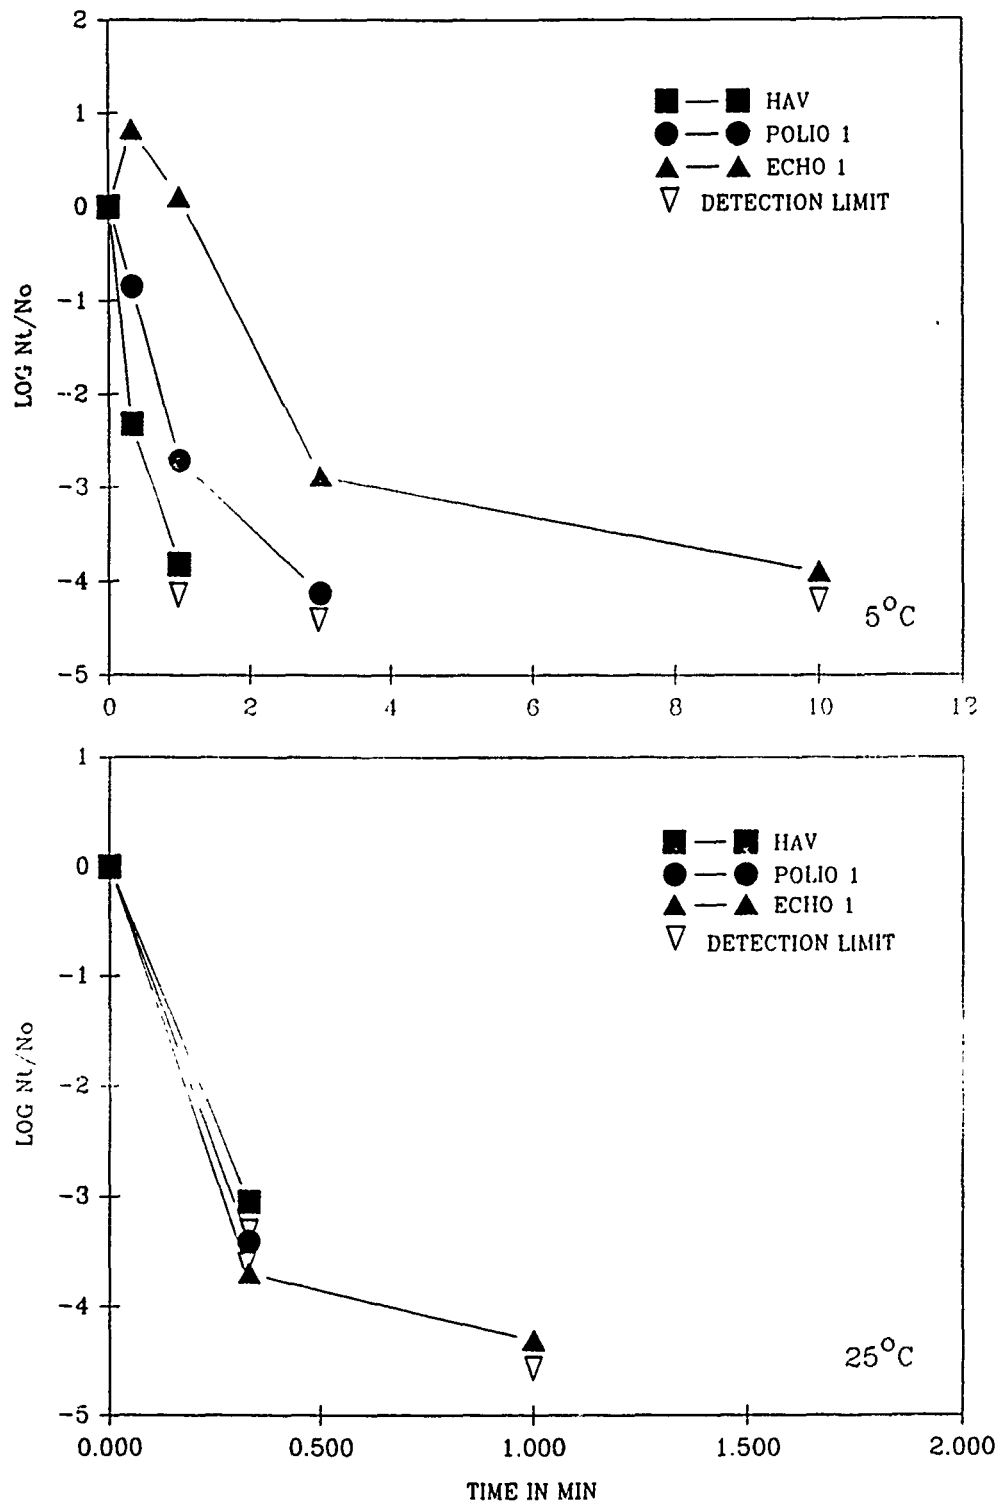 2
1
0
-1
-2
-3
-4
-5
LOG Nt/No
HAV
POLIO 1
ECHO 1
DETECTION LIMIT
5°C
0 2 4 6 8 10 12
1
0
-1
-2
-3
-4
-5
LOG Nt/No
HAV
POLIO 1
ECHO 1
DETECTION LIMIT
25°C
0.000 0.500 1.000 1.500 2.000
TIME IN MIN